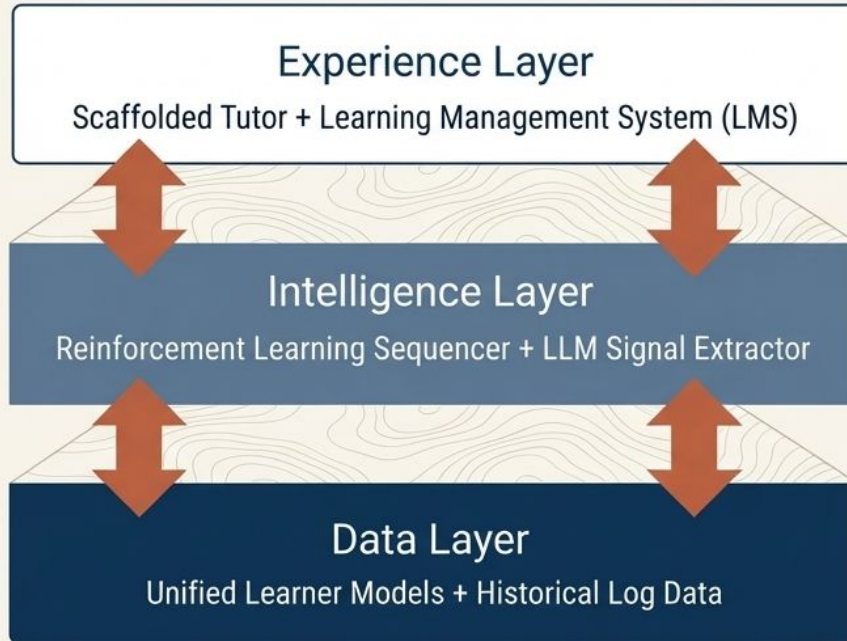 Experience Layer
Scaffolded Tutor + Learning Management System (LMS)
Intelligence Layer
Reinforcement Learning Sequencer + LLM Signal Extractor
Data Layer
Unified Learner Models + Historical Log Data